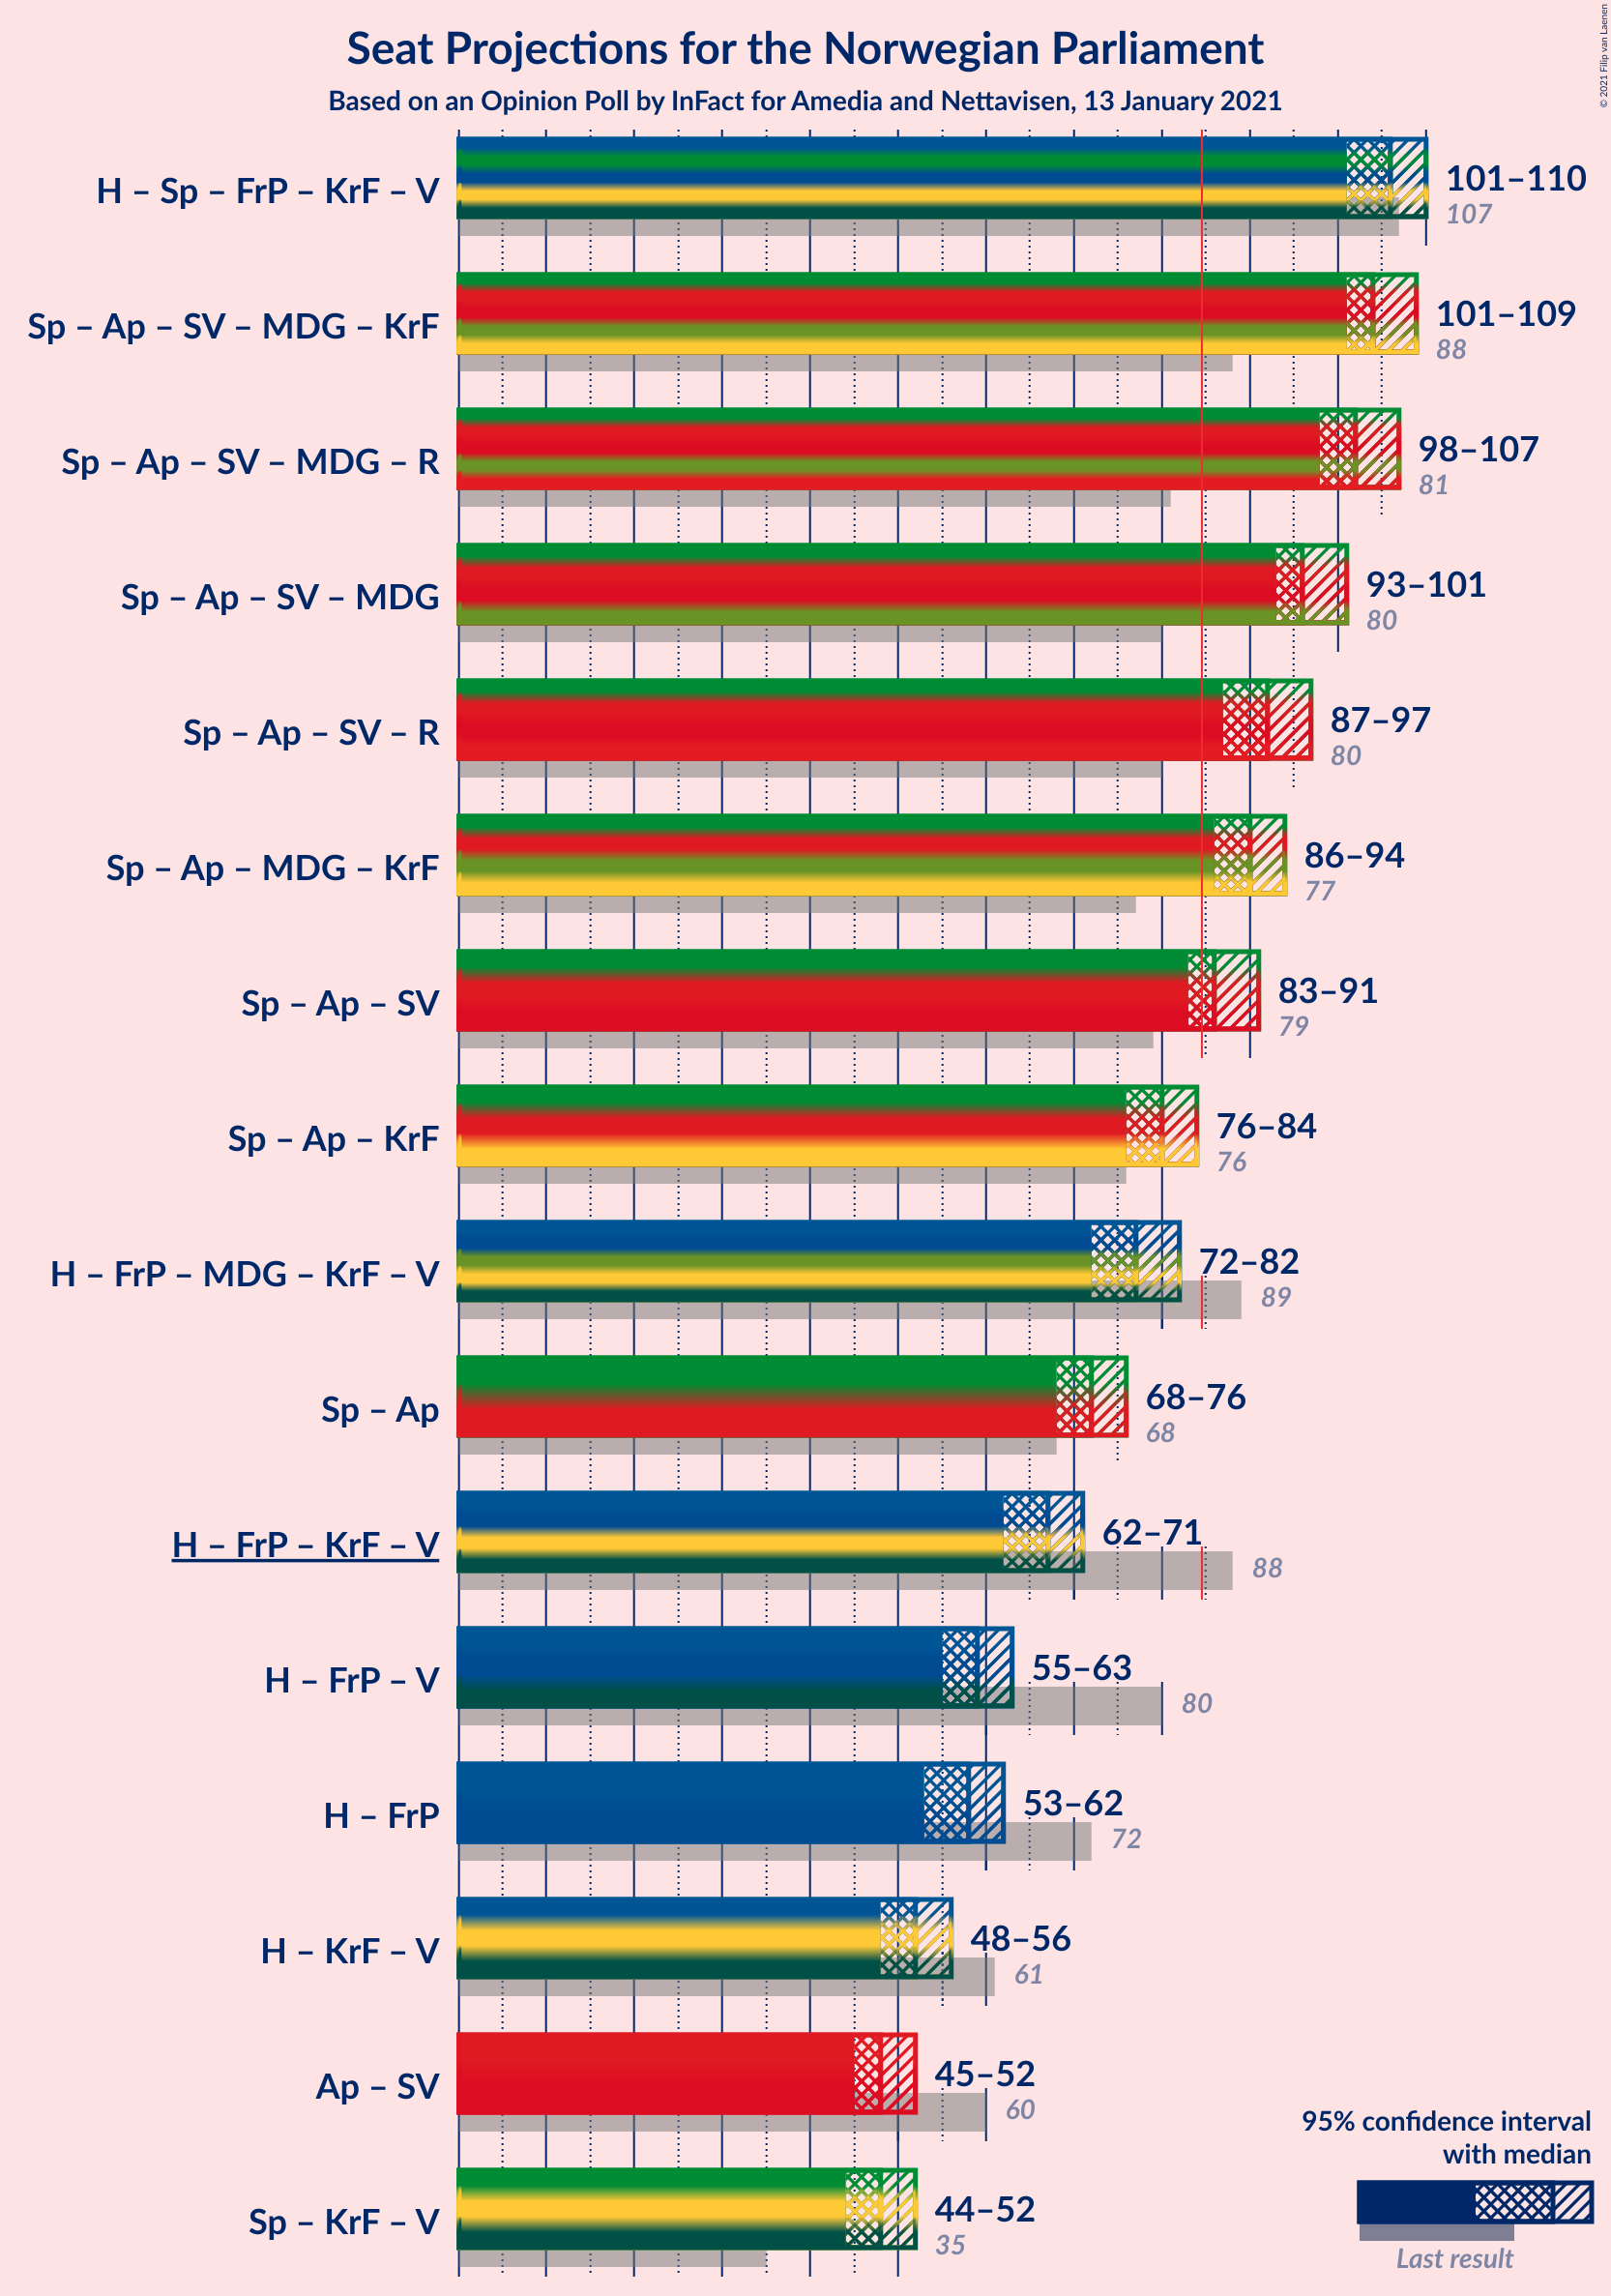 Seat Projections for the Norwegian Parliament
Based on an Opinion Poll by InFact for Amedia and Nettavisen, 13 January 2021
© 2021 Filip van Laenen
H – Sp – FrP – KrF – V
101–110
107
Sp – Ap – SV – MDG – KrF
101–109
88
Sp – Ap – SV – MDG – R
98–107
81
Sp – Ap – SV – MDG
93–101
80
Sp – Ap – SV – R
87–97
80
Sp – Ap – MDG – KrF
86–94
77
Sp – Ap – SV
83–91
79
Sp – Ap – KrF
76–84
76
H – FrP – MDG – KrF – V
72–82
89
Sp – Ap
68–76
68
H – FrP – KrF – V
62–71
88
H – FrP – V
55–63
80
H – FrP
53–62
72
H – KrF – V
48–56
61
Ap – SV
45–52
60
Sp – KrF – V
44–52
35
95% confidence interval
with median
Last result